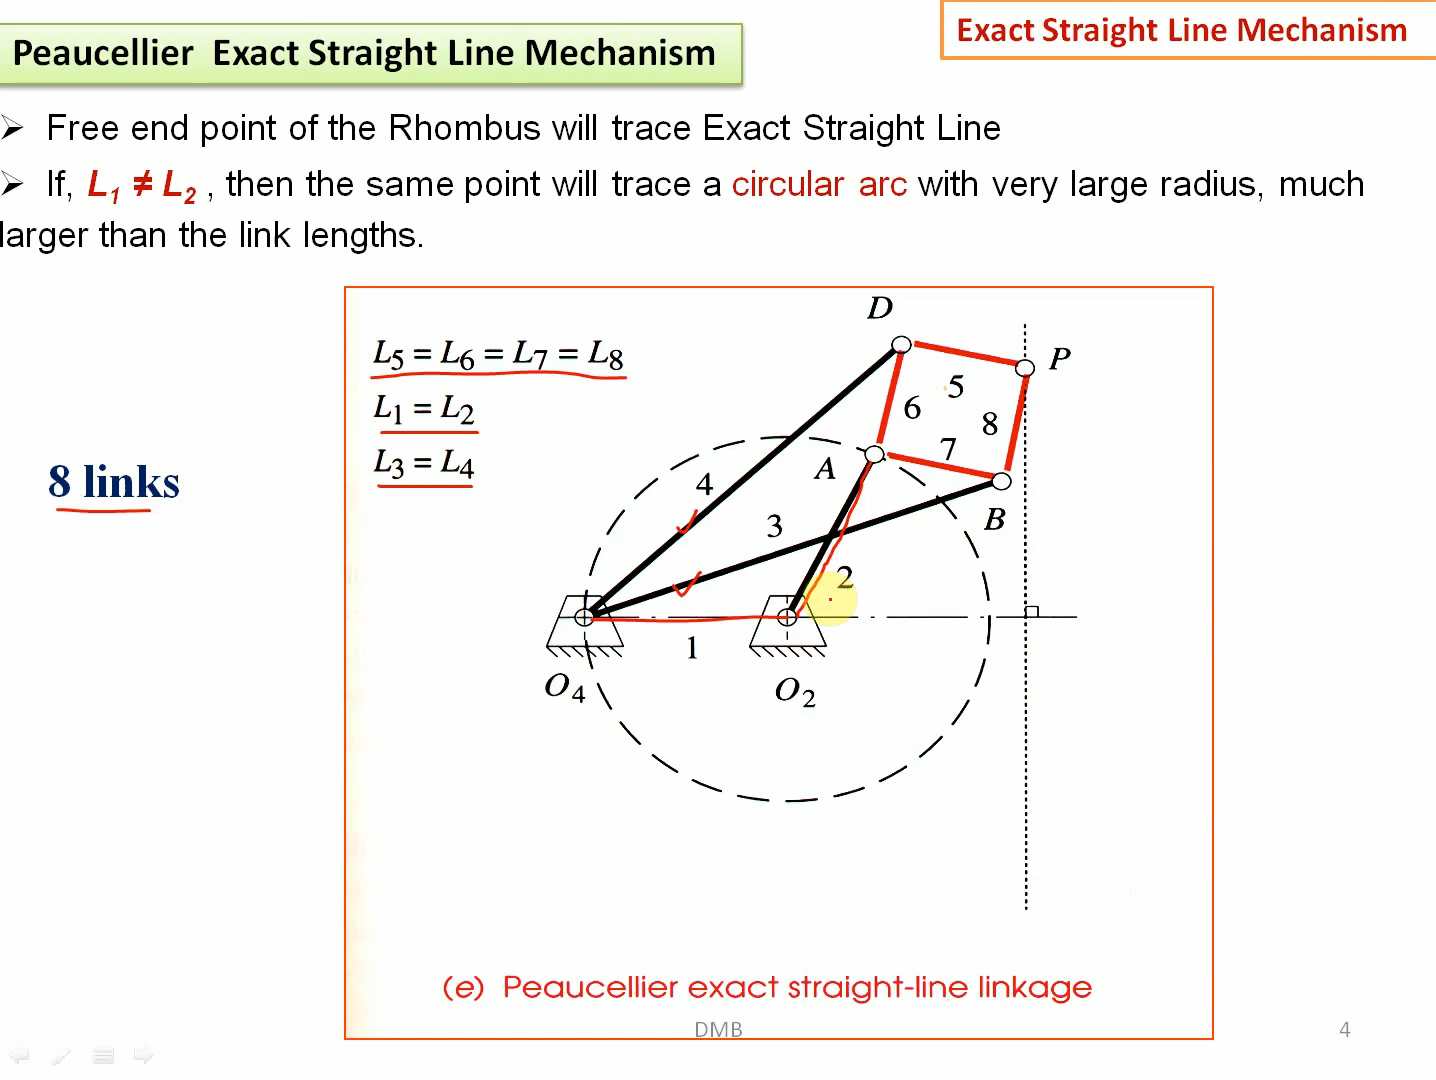 Exact Straight Line Mechanism
Peaucellier Exact Straight Line Mechanism
➢ Free end point of the Rhombus will trace Exact Straight Line
➢ If, L₁ ≠ L₂ , then the same point will trace a circular arc with very large radius, much
larger than the link lengths.
8 links
L₅ = L₆ = L₇ = L₈
L₁ = L₂
L₃ = L₄
D
P
5
6
8
7
A
4
B
3
2
1
O₄
O₂
(e) Peaucellier exact straight-line linkage
DMB
4